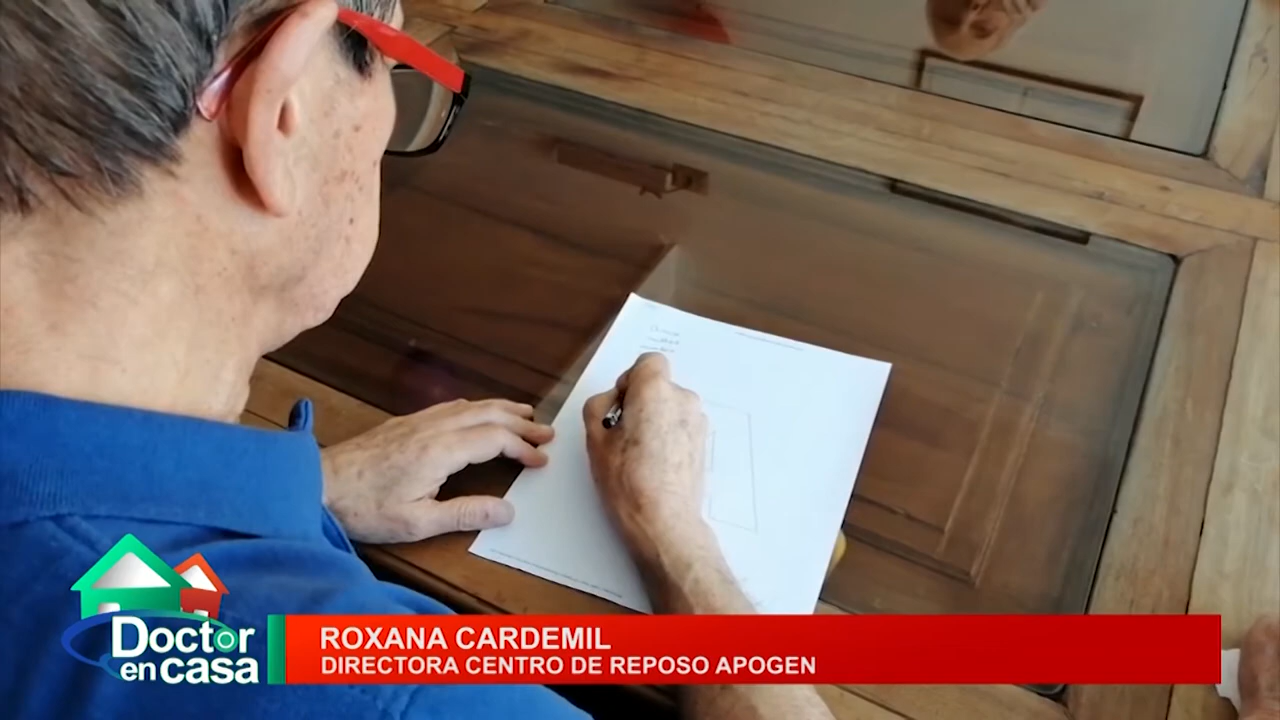 Doctor
en casa
ROXANA CARDEMIL
DIRECTORA CENTRO DE REPOSO APOGEN